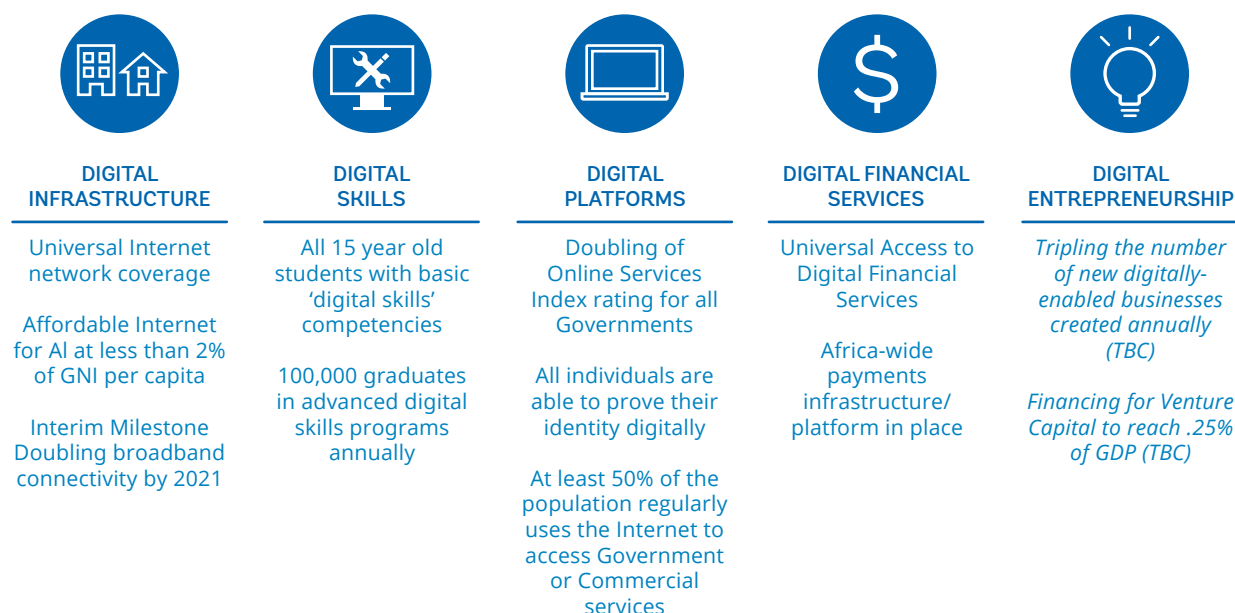 DIGITAL
INFRASTRUCTURE
Universal Internet
network coverage
Affordable Internet
for Al at less than 2%
of GNI per capita
Interim Milestone
Doubling broadband
connectivity by 2021
DIGITAL
SKILLS
All 15 year old
students with basic
‘digital skills’
competencies
100,000 graduates
in advanced digital
skills programs
annually
DIGITAL
PLATFORMS
Doubling of
Online Services
Index rating for all
Governments
All individuals are
able to prove their
identity digitally
At least 50% of the
population regularly
uses the Internet to
access Government
or Commercial
services
DIGITAL FINANCIAL
SERVICES
Universal Access to
Digital Financial
Services
Africa-wide
payments
infrastructure/
platform in place
DIGITAL
ENTREPRENEURSHIP
Tripling the number
of new digitally-
enabled businesses
created annually
(TBC)
Financing for Venture
Capital to reach .25%
of GDP (TBC)